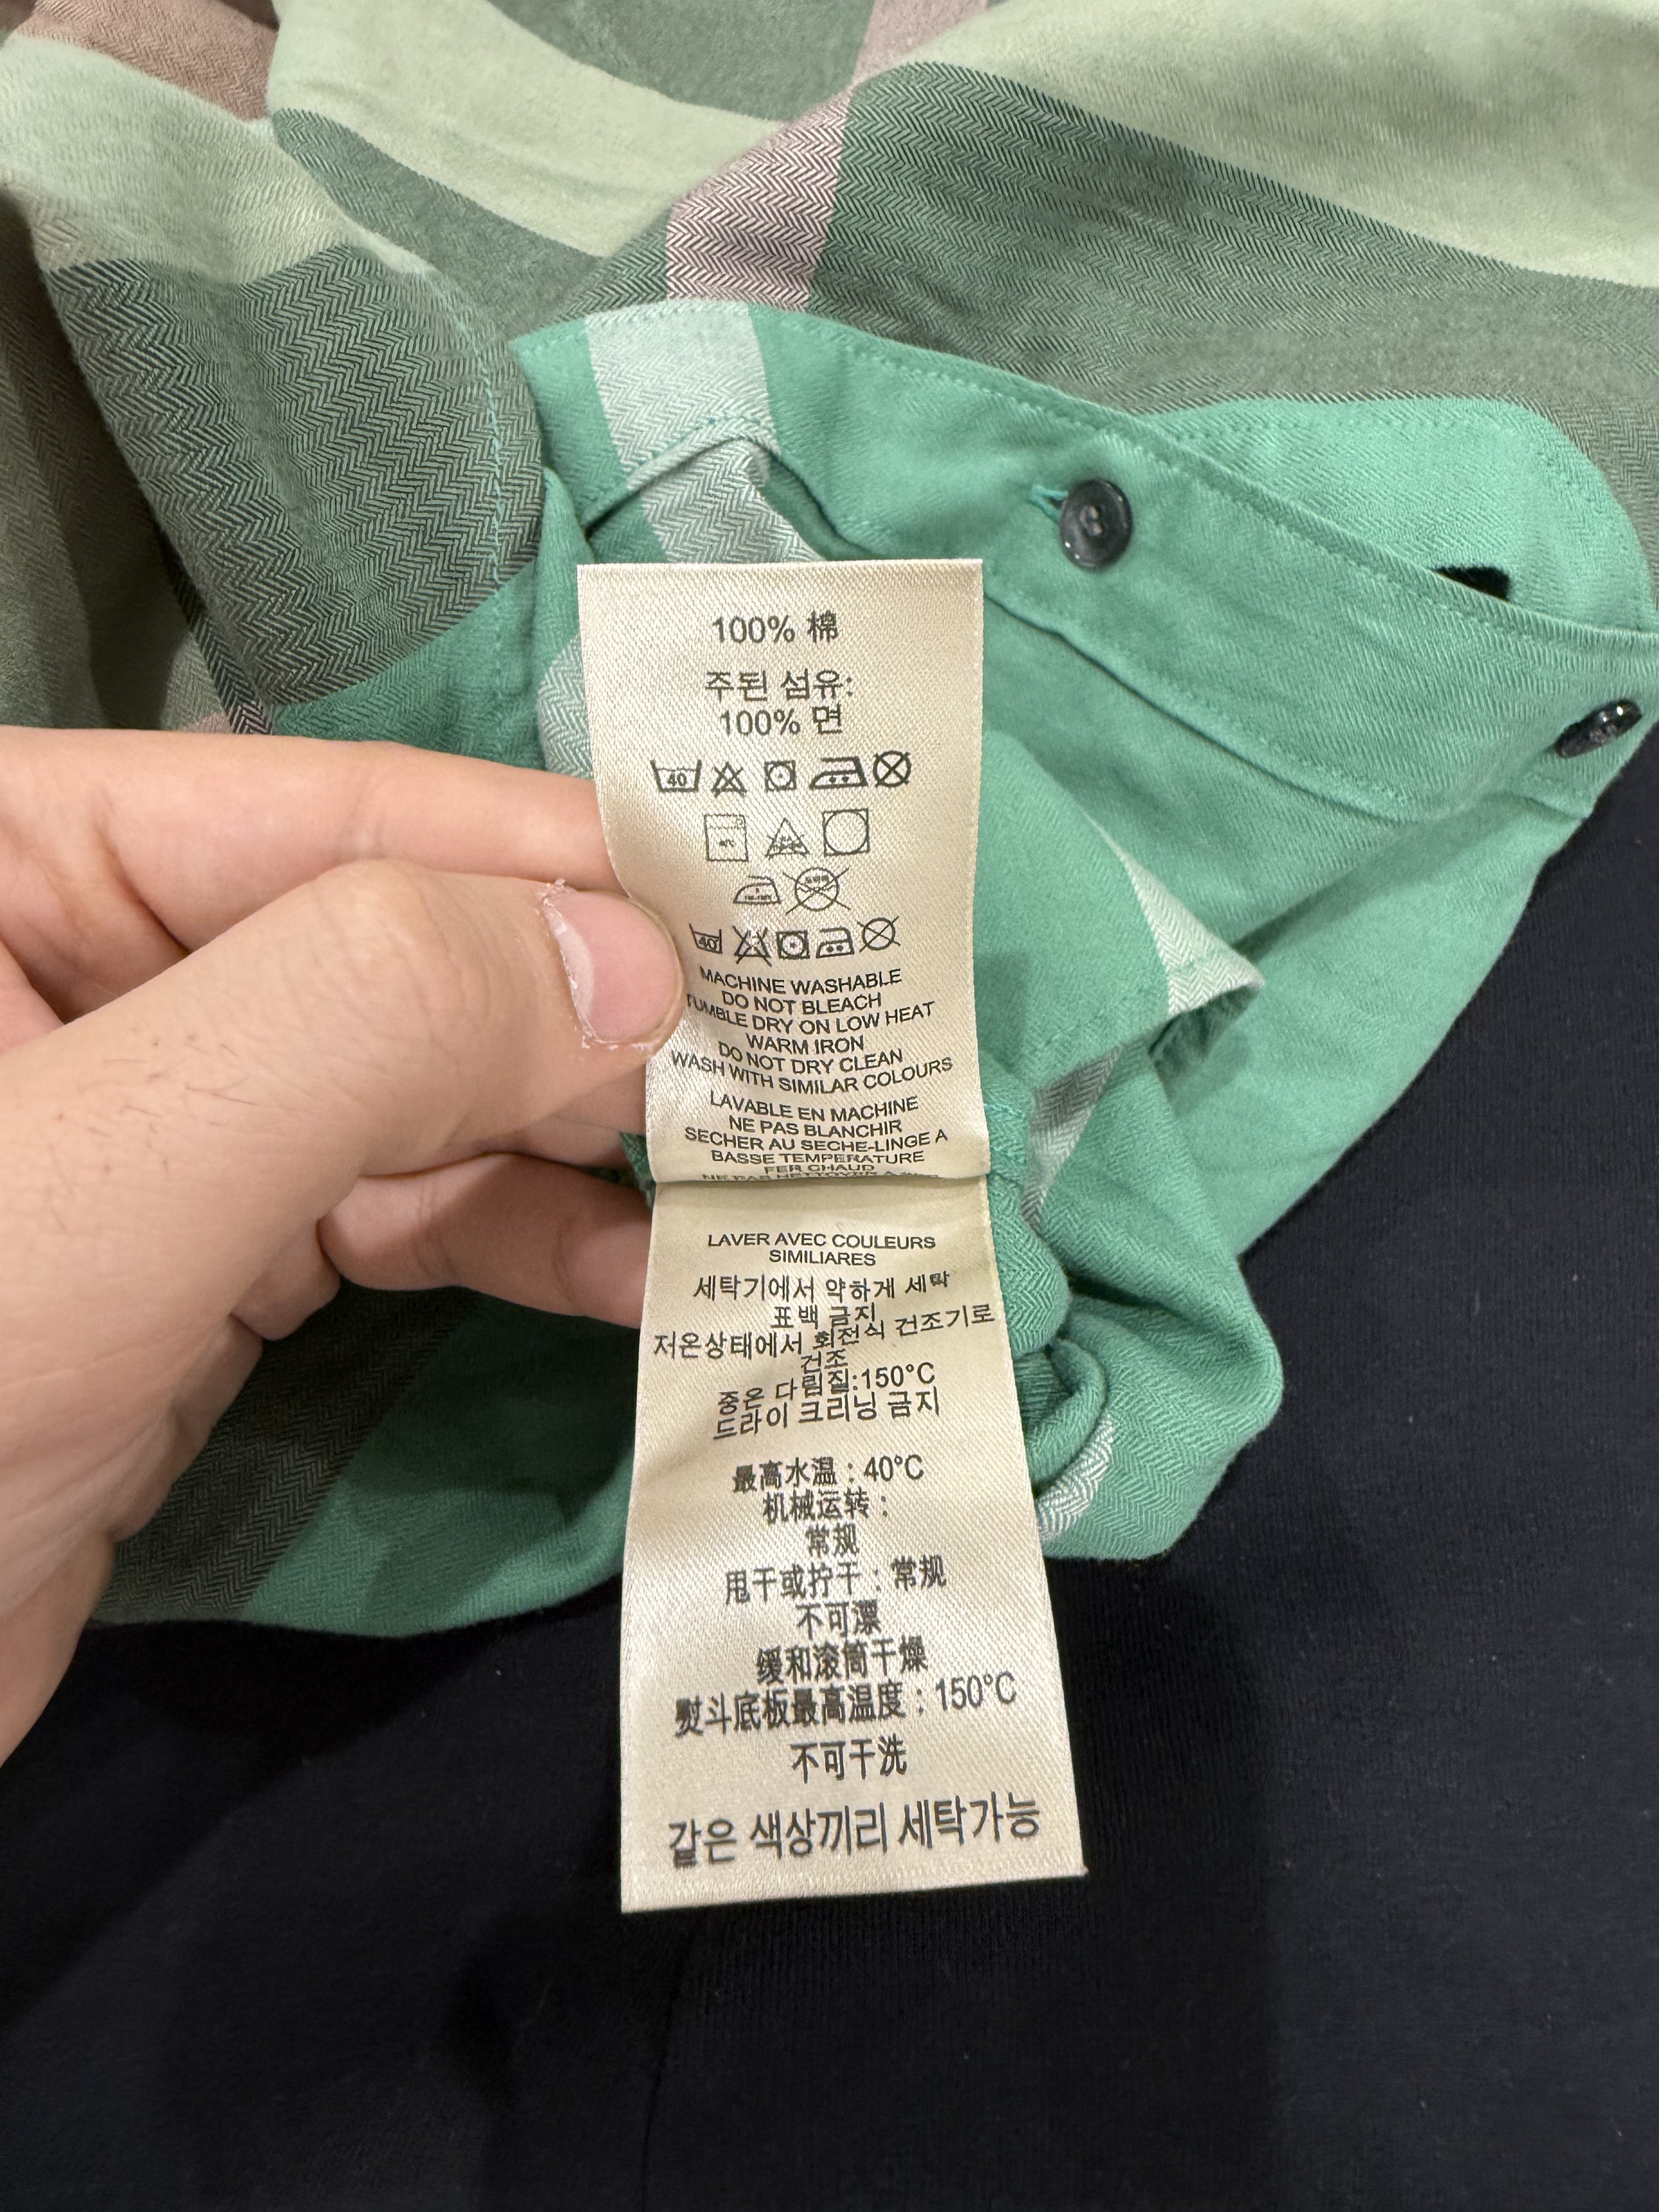 100% 棉
주된 섬유:
100% 면
40
40
MACHINE WASHABLE
DO NOT BLEACH
TUMBLE DRY ON LOW HEAT
WARM IRON
DO NOT DRY CLEAN
WASH WITH SIMILAR COLOURS
LAVABLE EN MACHINE
NE PAS BLANCHIR
SECHER AU SECHE-LINGE A
BASSE TEMPERATURE
FER CHAUD
NE PAS NETTOYER A
LAVER AVEC COULEURS
SIMILIARES
세탁기에서 약하게 세탁
표백 금지
저온상태에서 회전식 건조기로
건조
중온 다림질:150°C
드라이 크리닝 금지
最高水温 : 40°C
机械运转 :
常规
甩干或拧干 : 常规
不可漂
缓和滚筒干燥
熨斗底板最高温度 : 150°C
不可干洗
같은 색상끼리 세탁가능